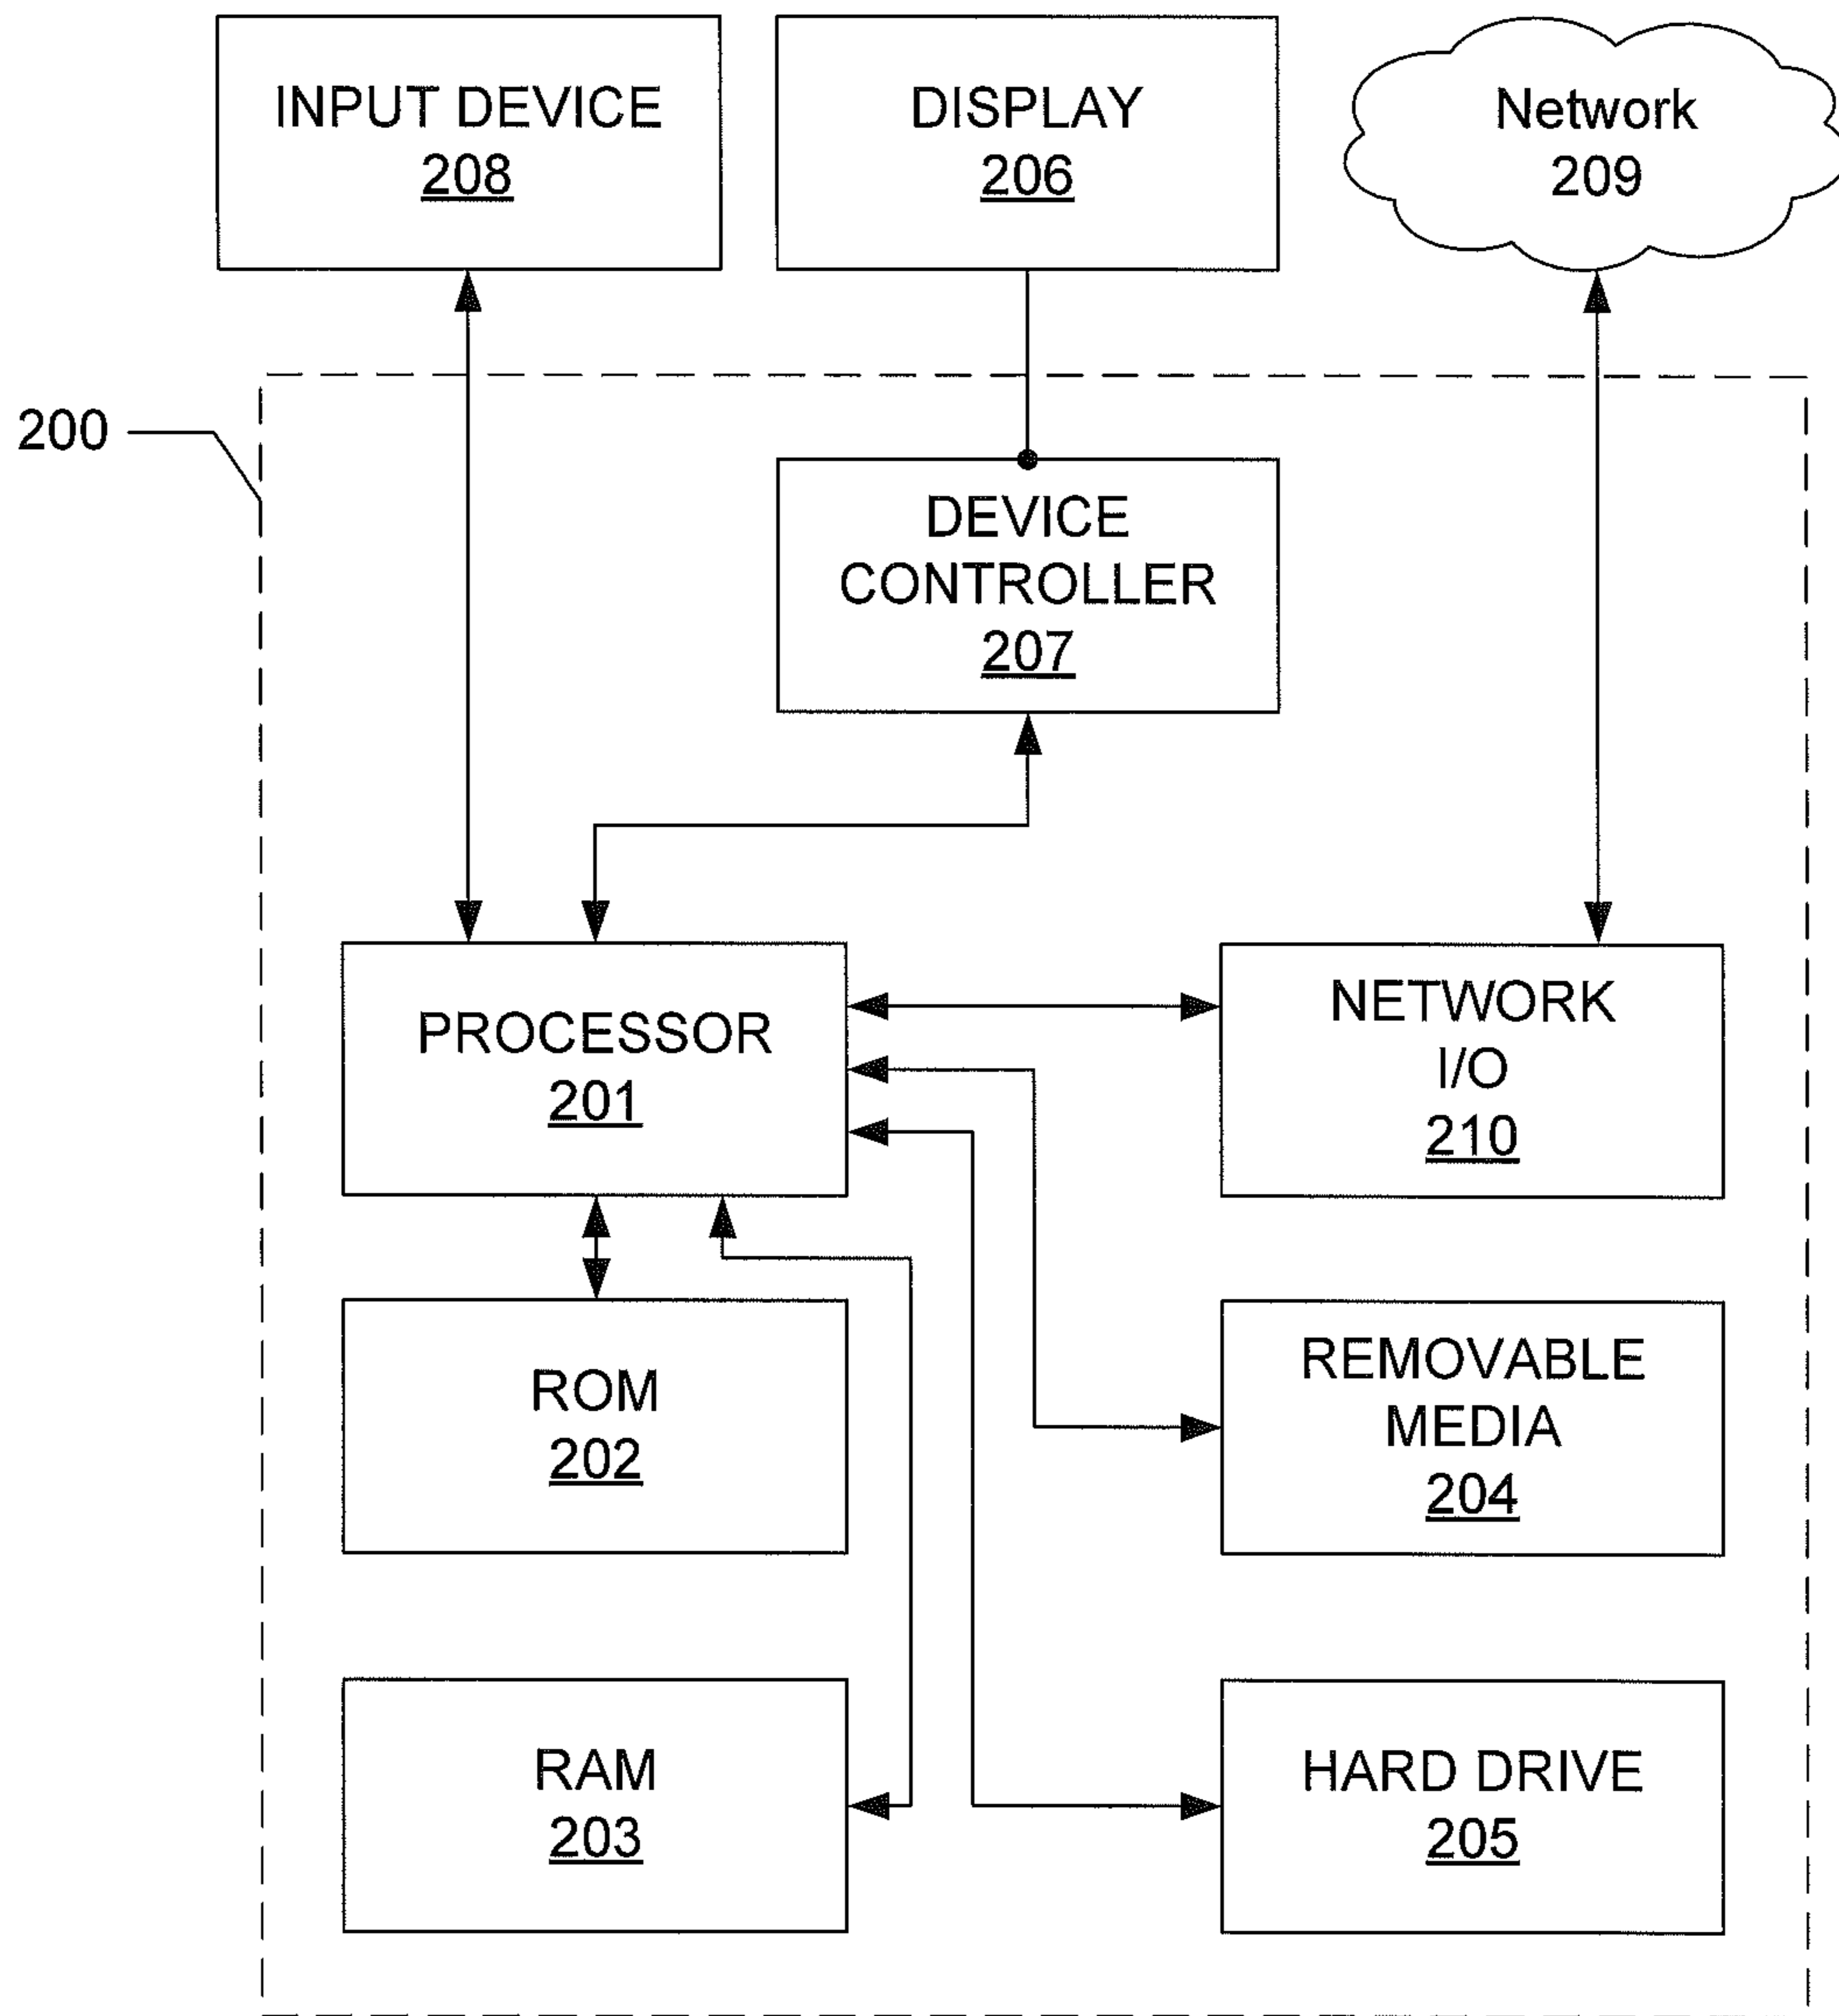 INPUT DEVICE
208
DISPLAY
206
Network
209
200
DEVICE
CONTROLLER
207
PROCESSOR
201
NETWORK
I/O
210
ROM
202
REMOVABLE
MEDIA
204
RAM
203
HARD DRIVE
205